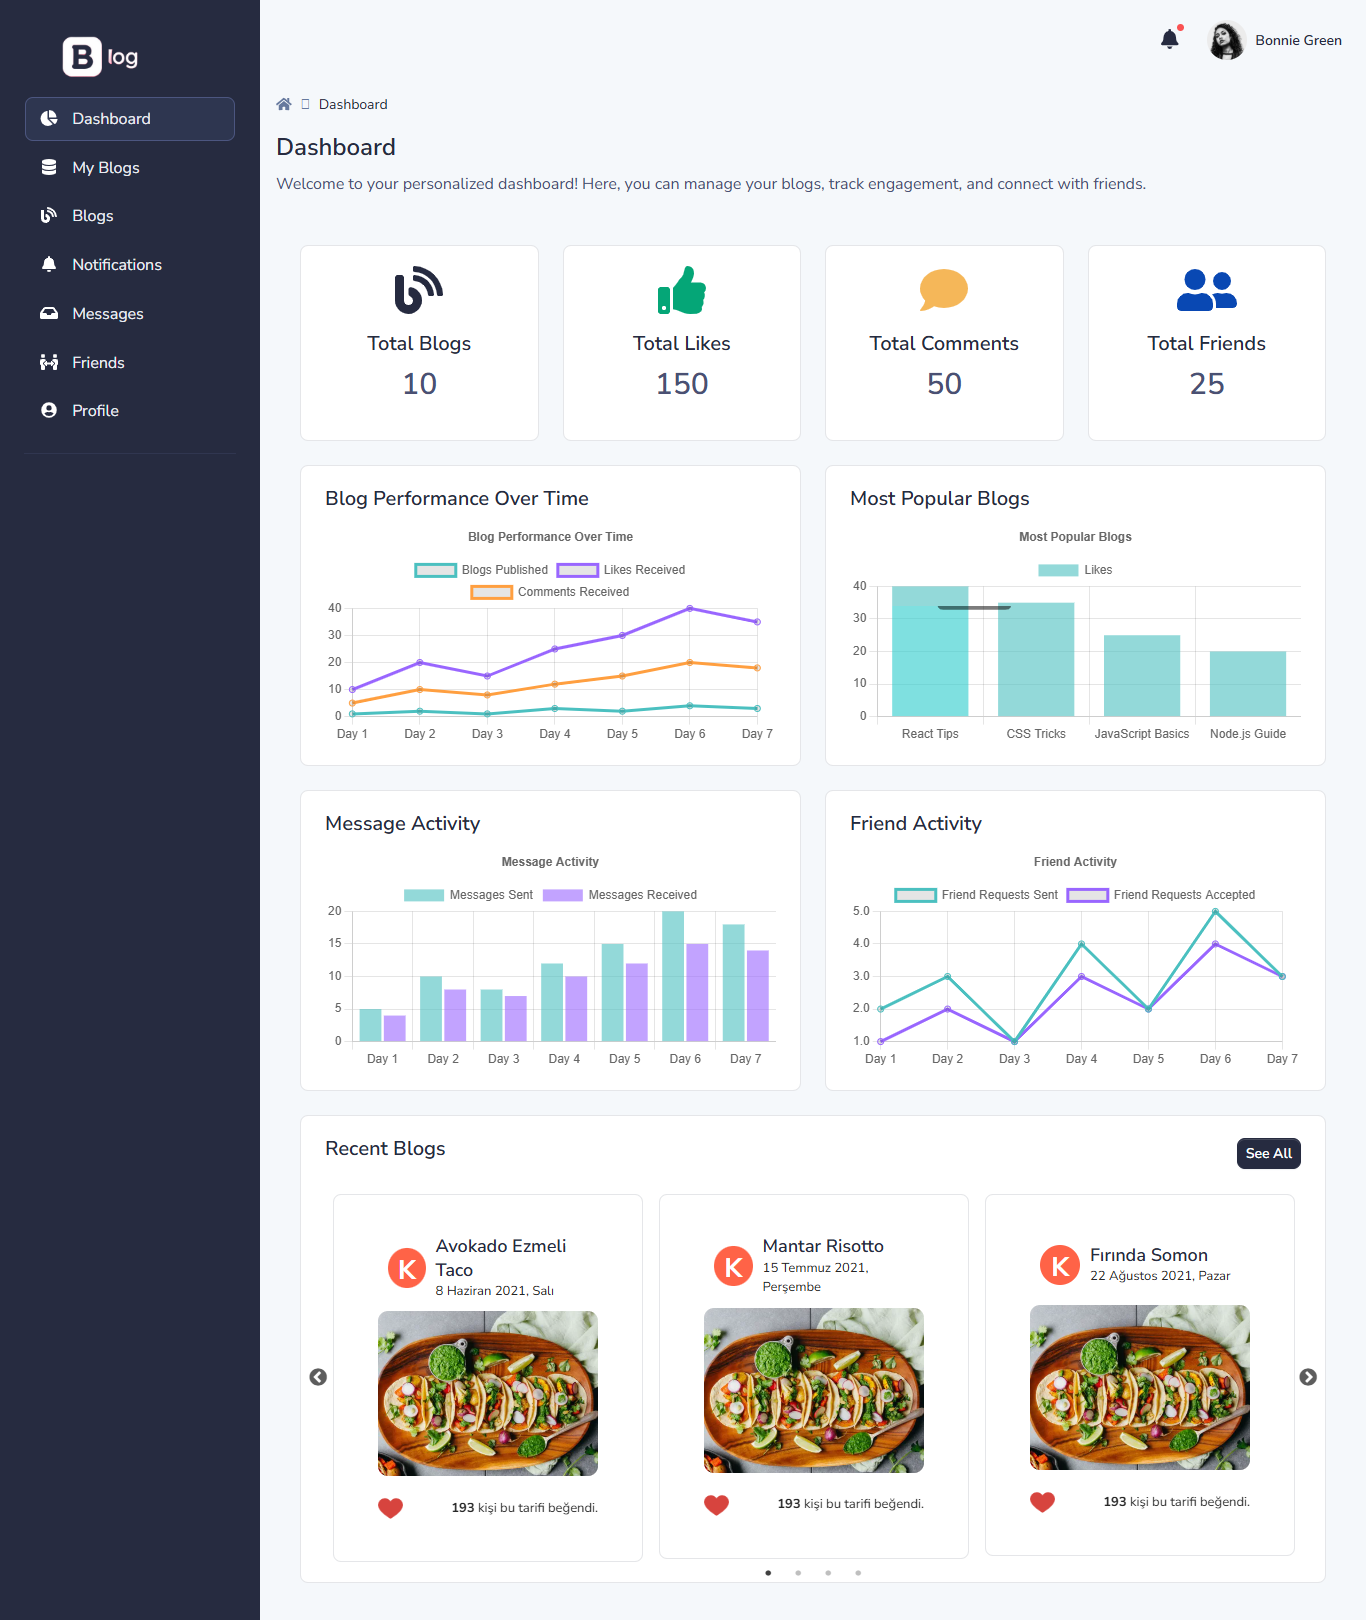 B log
Bonnie Green
Dashboard
My Blogs
Blogs
Notifications
Messages
Friends
Profile
Dashboard
Dashboard
Welcome to your personalized dashboard! Here, you can manage your blogs, track engagement, and connect with friends.
Total Blogs
10
Total Likes
150
Total Comments
50
Total Friends
25
Blog Performance Over Time
Blog Performance Over Time
Blogs Published Likes Received
Comments Received
40
30
20
10
0
Day 1 Day 2 Day 3 Day 4 Day 5 Day 6 Day 7
Most Popular Blogs
Most Popular Blogs
Likes
40
30
20
10
0
React Tips CSS Tricks JavaScript Basics Node.js Guide
Message Activity
Message Activity
Messages Sent Messages Received
20
15
10
5
0
Day 1 Day 2 Day 3 Day 4 Day 5 Day 6 Day 7
Friend Activity
Friend Activity
Friend Requests Sent Friend Requests Accepted
5.0
4.0
3.0
2.0
1.0
Day 1 Day 2 Day 3 Day 4 Day 5 Day 6 Day 7
Recent Blogs
See All
K
Avokado Ezmeli
Taco
8 Haziran 2021, Salı
193 kişi bu tarifi beğendi.
K
Mantar Risotto
15 Temmuz 2021,
Perşembe
193 kişi bu tarifi beğendi.
K
Fırında Somon
22 Ağustos 2021, Pazar
193 kişi bu tarifi beğendi.